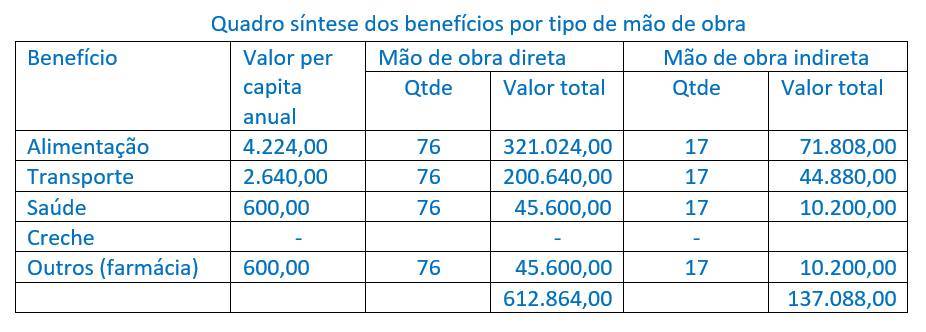 Quadro síntese dos benefícios por tipo de mão de obra
Benefício Valor per capita anual Mão de obra direta Mão de obra indireta
Qtde Valor total Qtde Valor total
Alimentação 4.224,00 76 321.024,00 17 71.808,00
Transporte 2.640,00 76 200.640,00 17 44.880,00
Saúde 600,00 76 45.600,00 17 10.200,00
Creche - - -
Outros (farmácia) 600,00 76 45.600,00 17 10.200,00
612.864,00 137.088,00